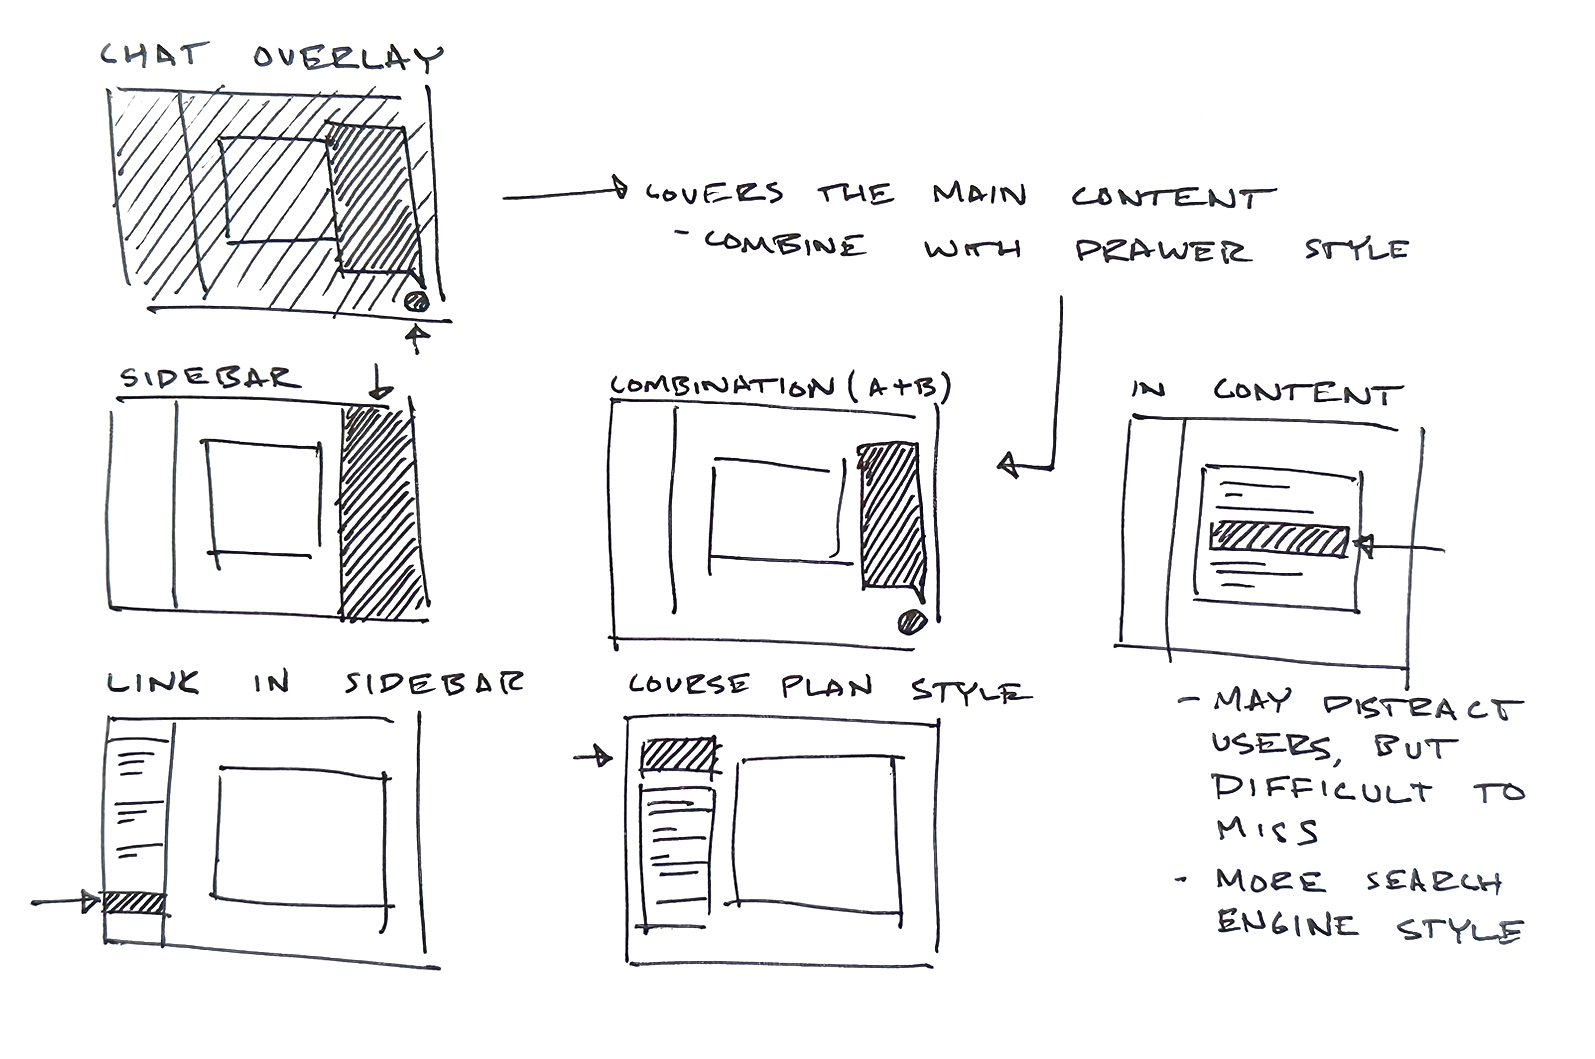 CHAT OVERLAY
COVERS THE MAIN CONTENT
- COMBINE WITH DRAWER STYLE
SIDEBAR
COMBINATION (A+B)
IN CONTENT
LINK IN SIDEBAR
COURSE PLAN STYLE
- MAY DISTRACT
USERS, BUT
DIFFICULT TO
MISS
- MORE SEARCH
ENGINE STYLE